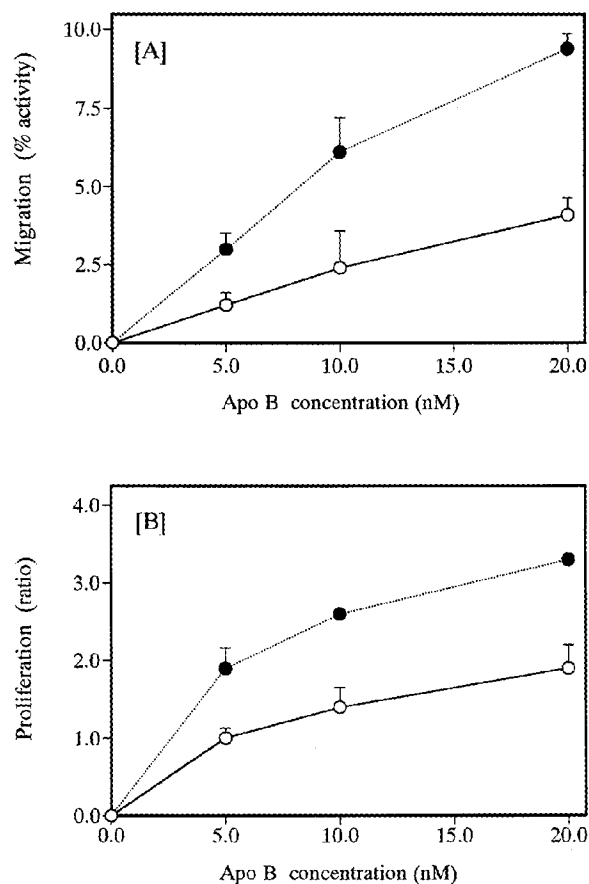 [A]
10.0
7.5
5.0
2.5
0.0
Migration (% activity)
0.0 5.0 10.0 15.0 20.0
Apo B concentration (nM)
[B]
4.0
3.0
2.0
1.0
0.0
Proliferation (ratio)
0.0 5.0 10.0 15.0 20.0
Apo B concentration (nM)